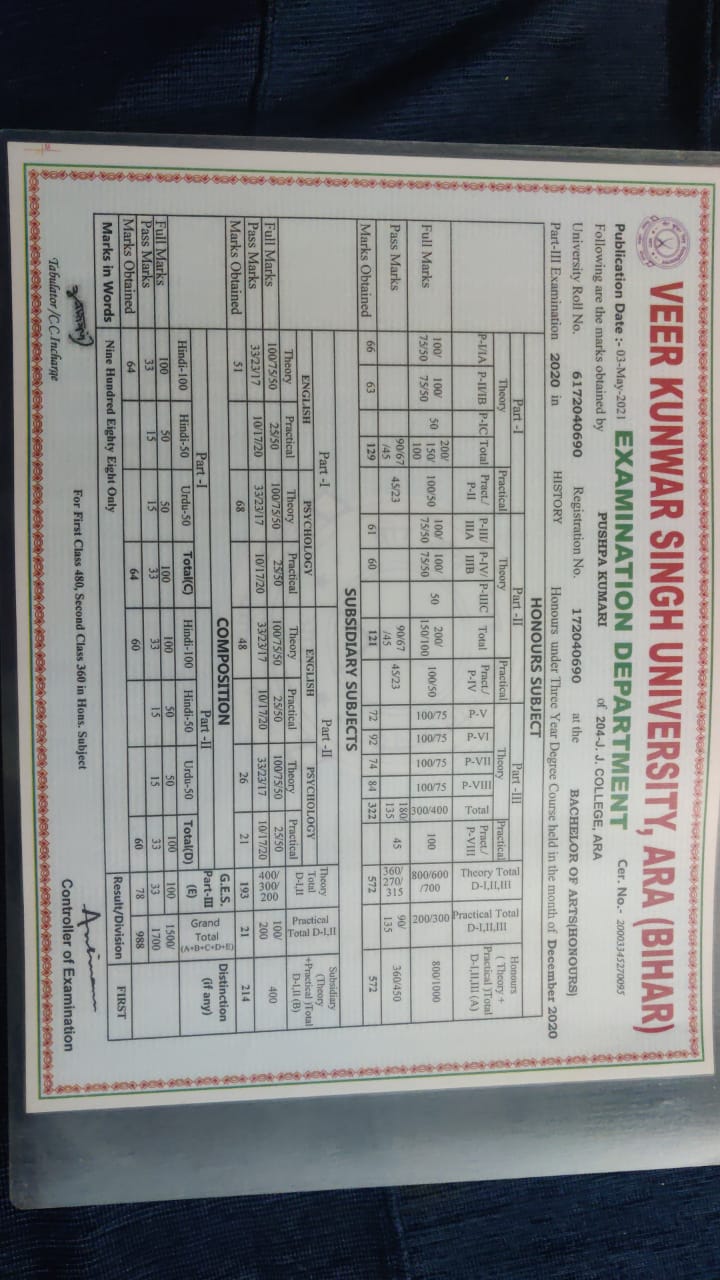 VEER KUNWAR SINGH UNIVERSITY, ARA (BIHAR)
EXAMINATION DEPARTMENT
Publication Date :- 03-May-2021
Cer. No.- 20003345270095
Following are the marks obtained by PUSHPA KUMARI of 204-J. J. COLLEGE, ARA
University Roll No. 6172040690 Registration No. 172040690 at the BACHELOR OF ARTS(HONOURS)
Part-III Examination 2020 in HISTORY Honours under Three Year Degree Course held in the month of December 2020
HONOURS SUBJECT
Part -I Part -II Part -III Honours ( Theory + Practical )Total D-I,II,III (A)
Theory Practical Theory Practical Theory Practical Theory Total D-I,II,III Practical Total D-I,II,III
P-I/IA P-II/IB P-IC Total Pract./ P-II P-III/ IIIA P-IV/ IIIB P-IIIC Total Pract./ P-IV P-V P-VI P-VII P-VIII Total Pract./ P-VIII
Full Marks 100/ 75/50 100/ 75/50 50 200/ 150/ 100 100/50 100/ 75/50 100/ 75/50 50 200/ 150/100 100/50 100/75 100/75 100/75 100/75 300/400 100 800/600 /700 200/300 800/1000
Pass Marks 90/67 /45 45/23 90/67 /45 45/23 180/ 135 45 360/ 270/ 315 90/ 135 360/450
Marks Obtained 66 63 129 61 60 121 72 92 74 84 322 572 572
SUBSIDIARY SUBJECTS
Part -I Part -II Theory Total D-I,II Practical Total D-I,II Subsidiary (Theory +Practical )Total D-I,II (B)
ENGLISH PSYCHOLOGY ENGLISH PSYCHOLOGY
Theory Practical Theory Practical Theory Practical Theory Practical
Full Marks 100/75/50 25/50 100/75/50 25/50 100/75/50 25/50 100/75/50 25/50 400/ 300/ 200 100/ 200 400
Pass Marks 33/23/17 10/17/20 33/23/17 10/17/20 33/23/17 10/17/20 33/23/17 10/17/20
Marks Obtained 51 68 48 26 21 193 21 214
COMPOSITION
Part -I Part -II G.E.S. Part-III (E) Grand Total (A+B+C+D+E) Distinction (if any)
Hindi-100 Hindi-50 Urdu-50 Total(C) Hindi-100 Hindi-50 Urdu-50 Total(D)
Full Marks 100 50 50 100 100 50 50 100 100 1500/ 1700
Pass Marks 33 15 15 33 33 15 15 33 33
Marks Obtained 64 64 60 60 78 988
Marks in Words Nine Hundred Eighty Eight Only Result/Division FIRST
For First Class 480, Second Class 360 in Hons. Subject
Tabulator/C.C.Incharge
Controller of Examination